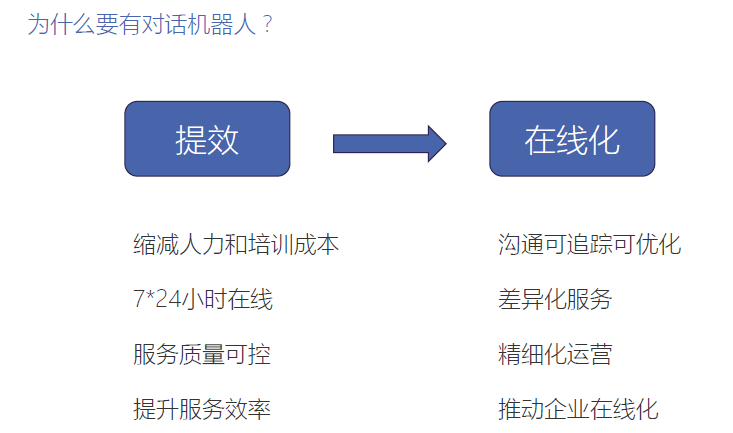 为什么要有对话机器人？
提效
在线化
缩减人力和培训成本
7*24小时在线
服务质量可控
提升服务效率
沟通可追踪可优化
差异化服务
精细化运营
推动企业在线化